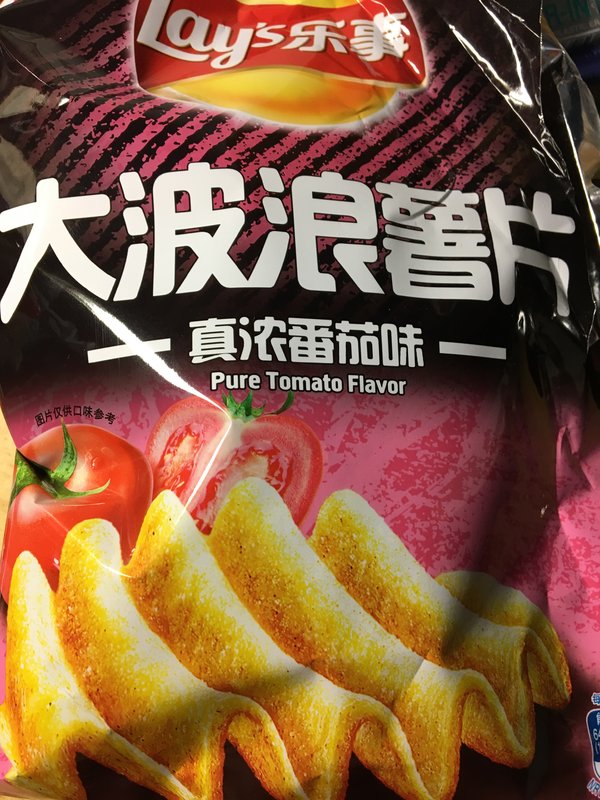 Lay's乐事
大波浪薯片
真浓番茄味
Pure Tomato Flavor
图片仅供口味参考